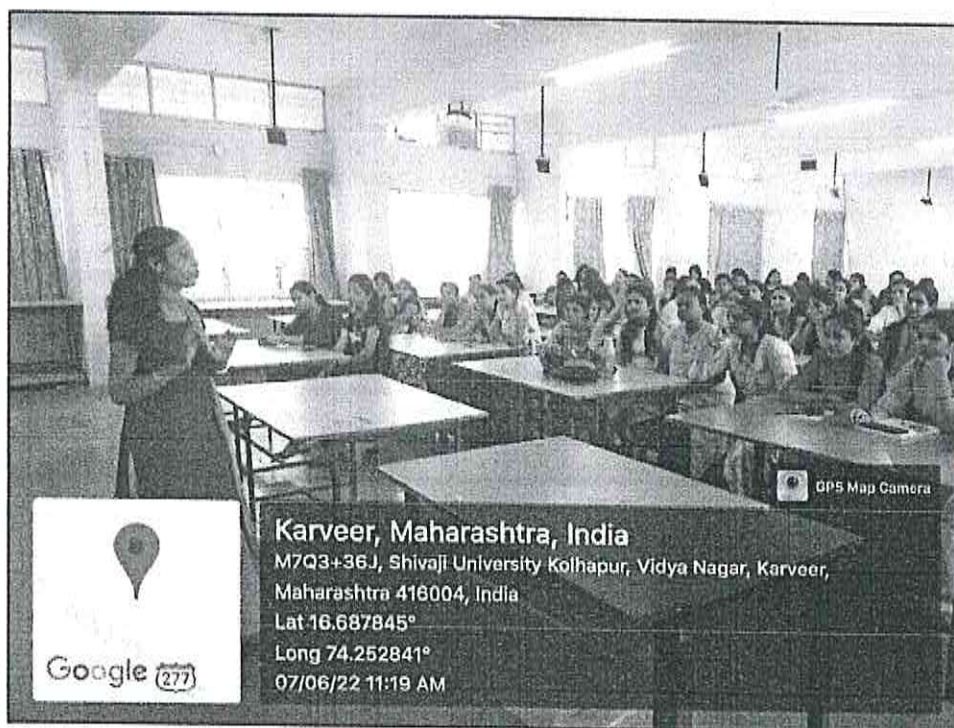 GPS Map Camera
Karveer, Maharashtra, India
M7Q3+36J, Shivaji University Kolhapur, Vidya Nagar, Karveer,
Maharashtra 416004, India
Lat 16.687845°
Long 74.252841°
07/06/22 11:19 AM
Google 277